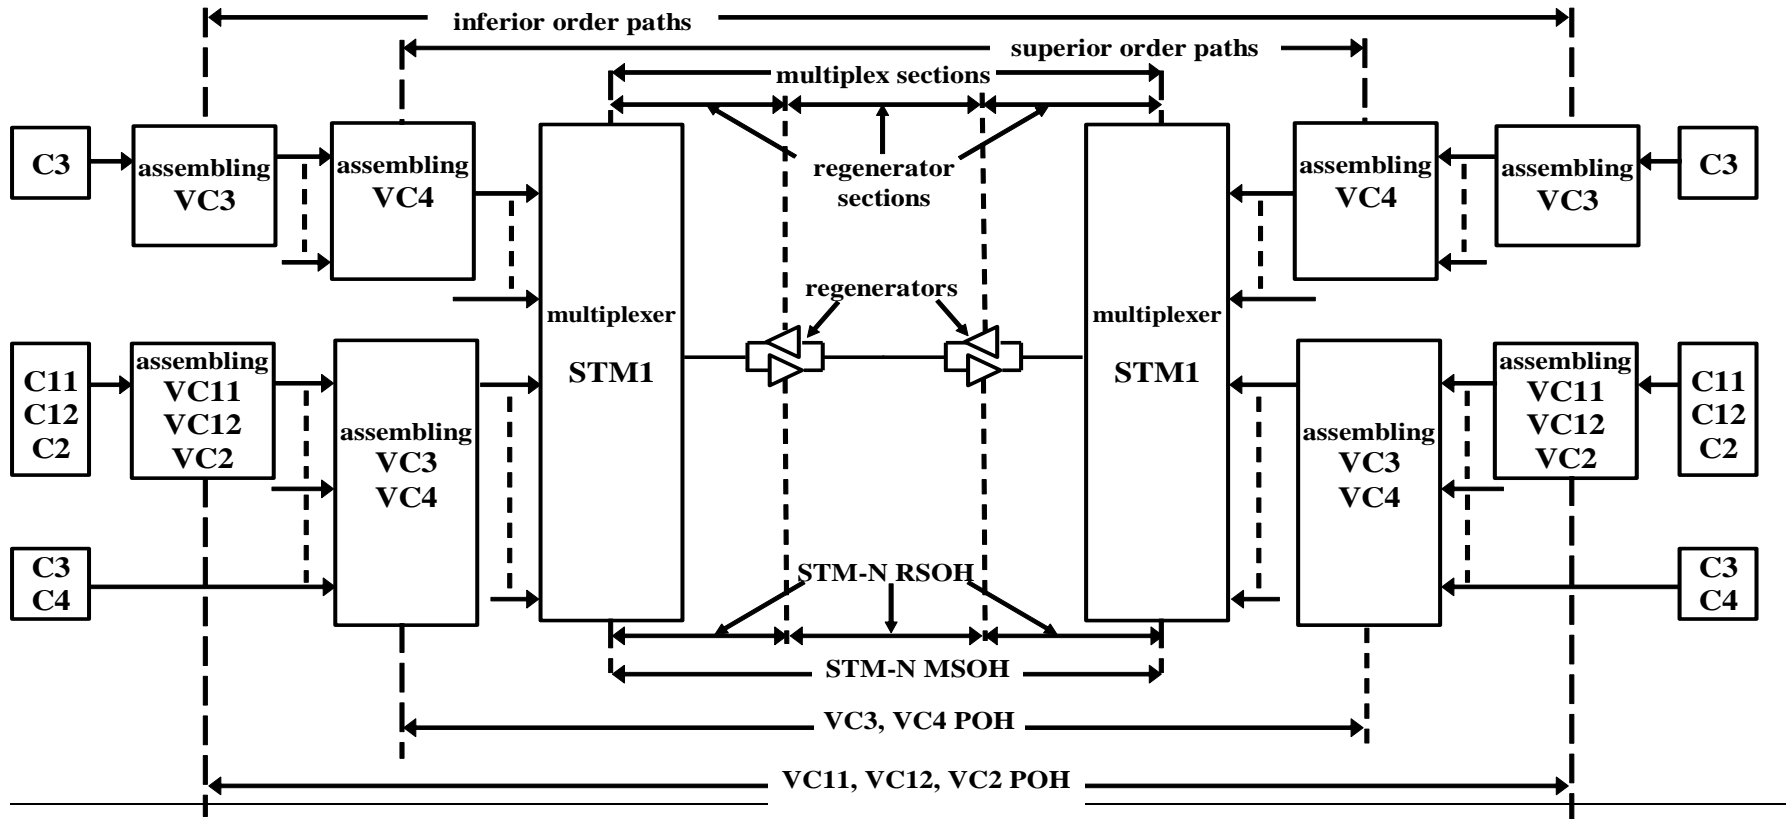 inferior order paths
superior order paths
multiplex sections
regenerator
sections
C3
assembling
VC3
assembling
VC4
assembling
VC4
assembling
VC3
C3
regenerators
multiplexer
STM1
multiplexer
STM1
C11
C12
C2
assembling
VC11
VC12
VC2
assembling
VC3
VC4
assembling
VC3
VC4
assembling
VC11
VC12
VC2
C11
C12
C2
C3
C4
C3
C4
STM-N RSOH
STM-N MSOH
VC3, VC4 POH
VC11, VC12, VC2 POH